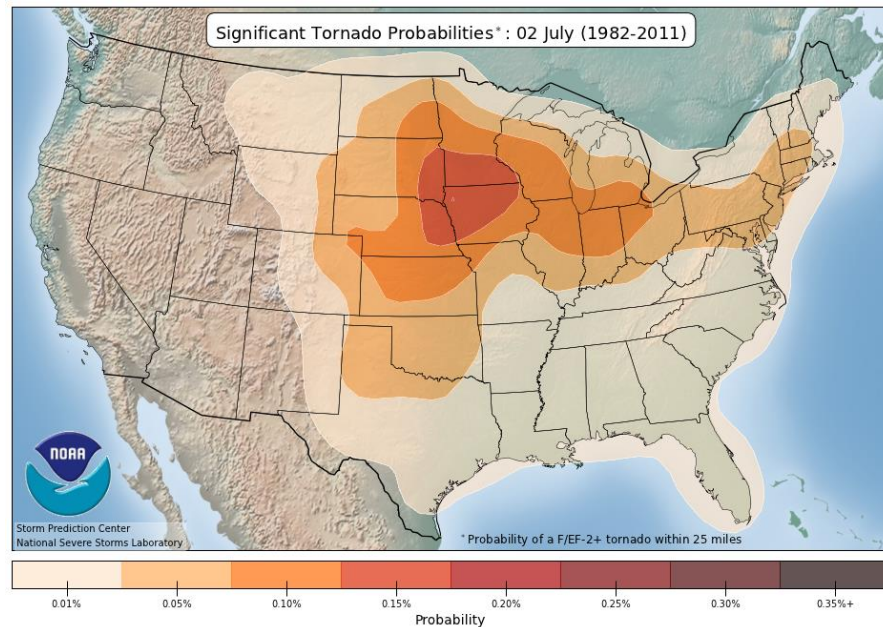 Significant Tornado Probabilities*: 02 July (1982-2011)
NOAA
Storm Prediction Center
National Severe Storms Laboratory
*Probability of a F/EF-2+ tornado within 25 miles
0.01% 0.05% 0.10% 0.15% 0.20% 0.25% 0.30% 0.35%+
Probability